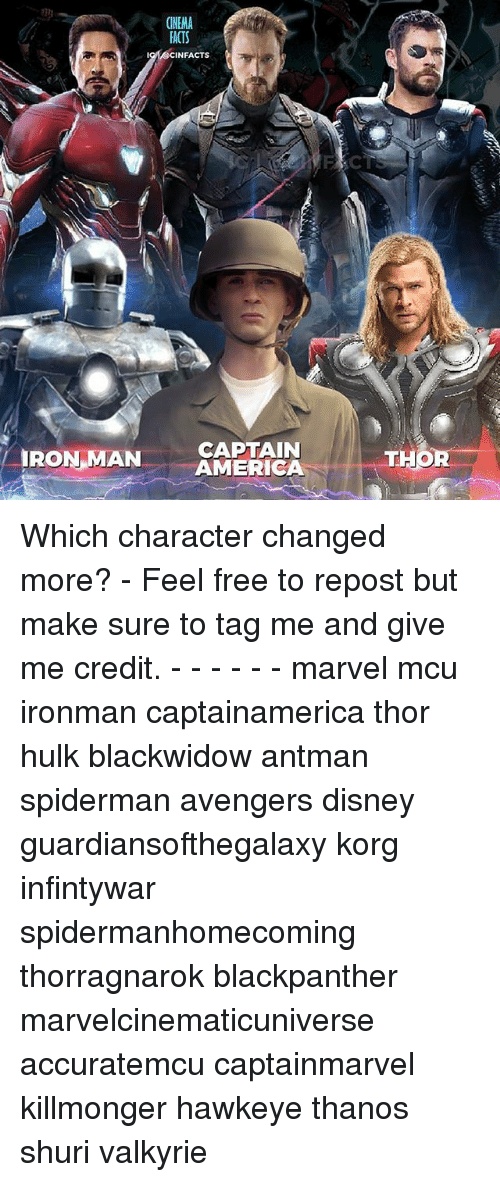 CINEMA
FACTS
IG/@CINFACTS
IRON MAN
CAPTAIN
AMERICA
THOR
Which character changed
more? - Feel free to repost but
make sure to tag me and give
me credit. - - - - - - marvel mcu
ironman captainamerica thor
hulk blackwidow antman
spiderman avengers disney
guardiansofthegalaxy korg
infintywar
spidermanhomecoming
thorragnarok blackpanther
marvelcinematicuniverse
accuratemcu captainmarvel
killmonger hawkeye thanos
shuri valkyrie